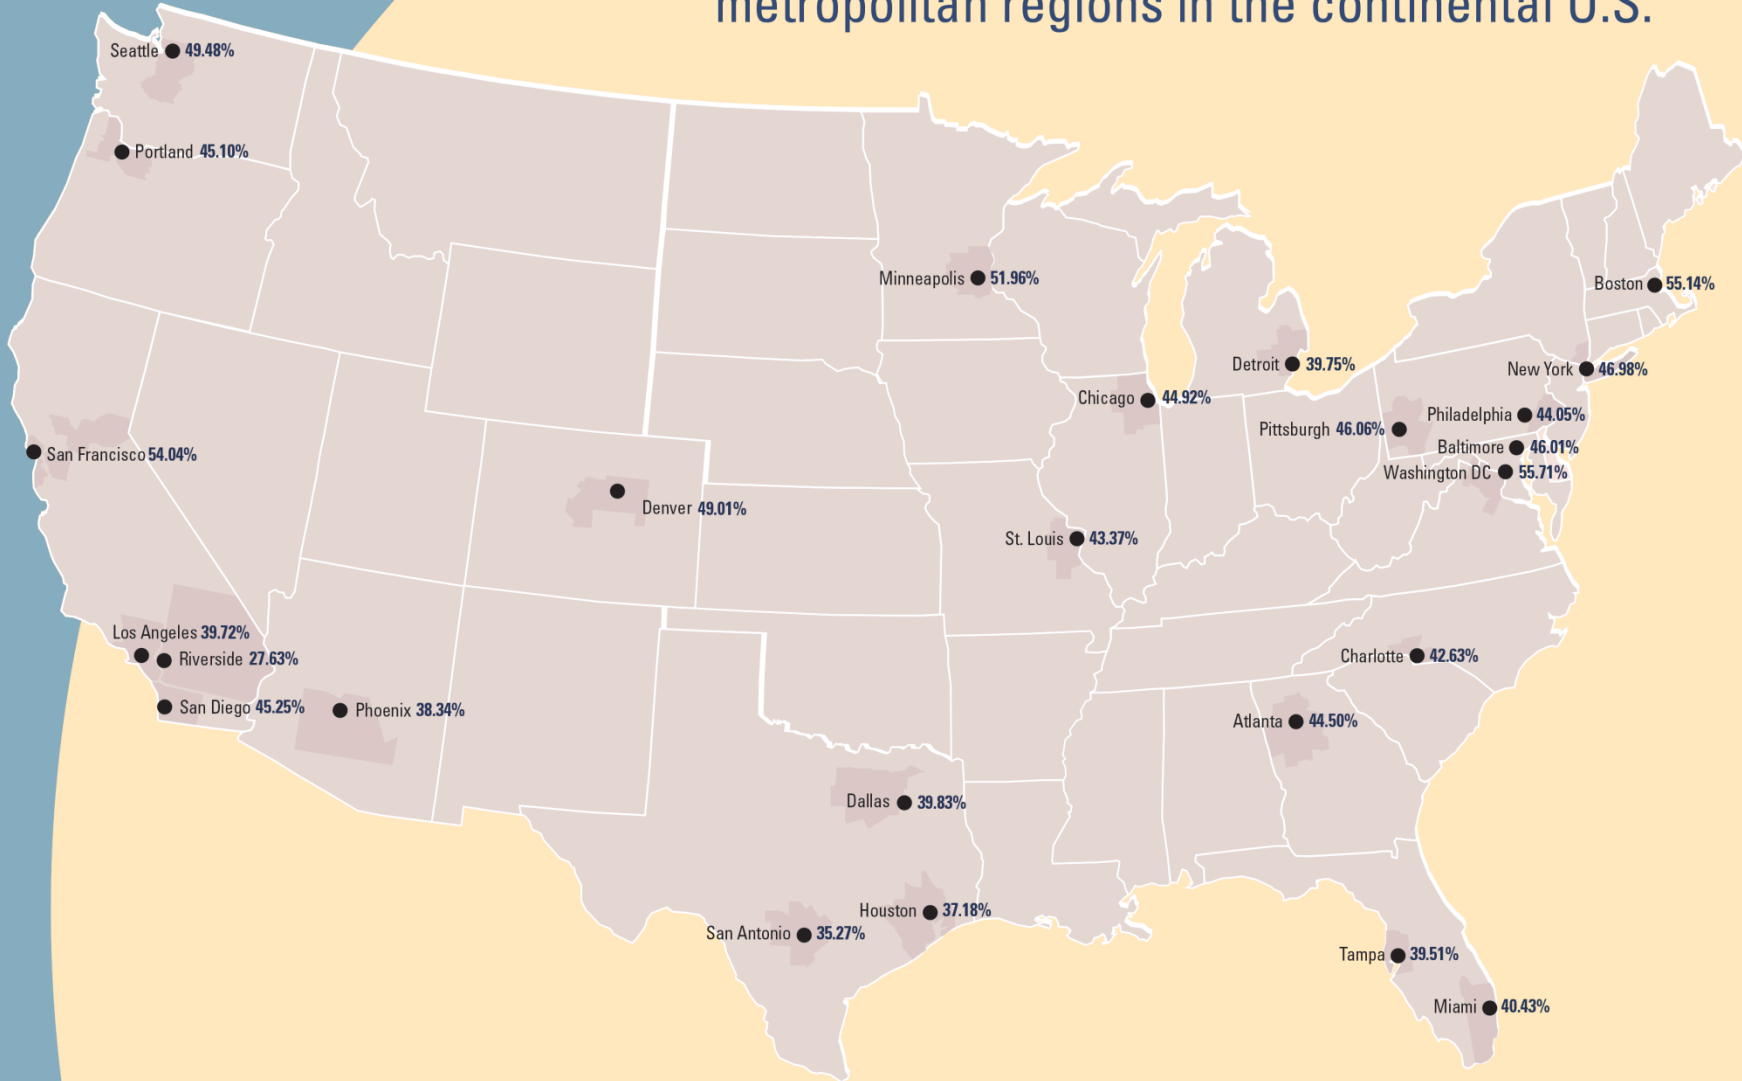 metropolitan regions in the continental U.S.
Seattle 49.48%
Portland 45.10%
Minneapolis 51.96%
Boston 55.14%
Detroit 39.75%
New York 46.98%
Chicago 44.92%
Philadelphia 44.05%
Pittsburgh 46.06%
Baltimore 46.01%
San Francisco 54.04%
Washington DC 55.71%
Denver 49.01%
St. Louis 43.37%
Los Angeles 39.72%
Riverside 27.63%
Charlotte 42.63%
San Diego 45.25%
Phoenix 38.34%
Atlanta 44.50%
Dallas 39.83%
Houston 37.18%
San Antonio 35.27%
Tampa 39.51%
Miami 40.43%